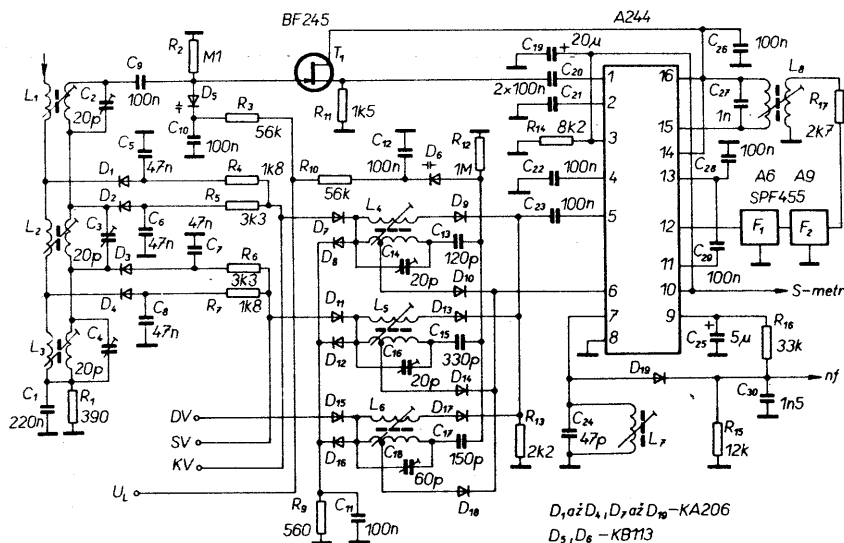 BF245
A244
R₂
M1
T₁
C₁₉
20µ
C₂₀
2×100n
C₂₁
C₂₆
100n
L₈
C₂₇
1n
R₁₇
2k7
L₁
C₂
20p
C₉
100n
D₅
C₁₀
100n
R₃
56k
R₁₁
1k5
R₁₄
8k2
C₂₂
100n
C₂₃
100n
C₂₈
100n
A6
A9
SPF455
F₁
F₂
C₂₉
100n
C₅
47n
D₁
R₄
1k8
D₂
R₅
3k3
L₂
C₃
20p
C₆
47n
47n
C₇
D₃
R₆
3k3
D₄
R₇
1k8
C₈
47n
L₃
C₄
20p
C₁
220n
R₁
390
R₁₀
56k
C₁₂
100n
D₆
R₁₂
1M
L₄
D₇
D₈
D₉
C₁₃
120p
C₁₄
20p
D₁₀
D₁₁
L₅
D₁₃
D₁₂
C₁₅
330p
C₁₆
20p
D₁₄
D₁₅
L₆
D₁₇
D₁₆
C₁₇
150p
C₁₈
60p
D₁₈
R₁₃
2k2
R₉
560
C₁₁
100n
DV
SV
KV
U_L
1
2
3
4
5
6
7
8
16
15
14
13
12
11
10
9
S-metr
C₂₅
5µ
R₁₆
33k
D₁₉
nf
C₃₀
1n5
C₂₄
47p
L₇
R₁₅
12k
D₁ až D₄, D₇ až D₁₉ – KA206
D₅, D₆ – KB113